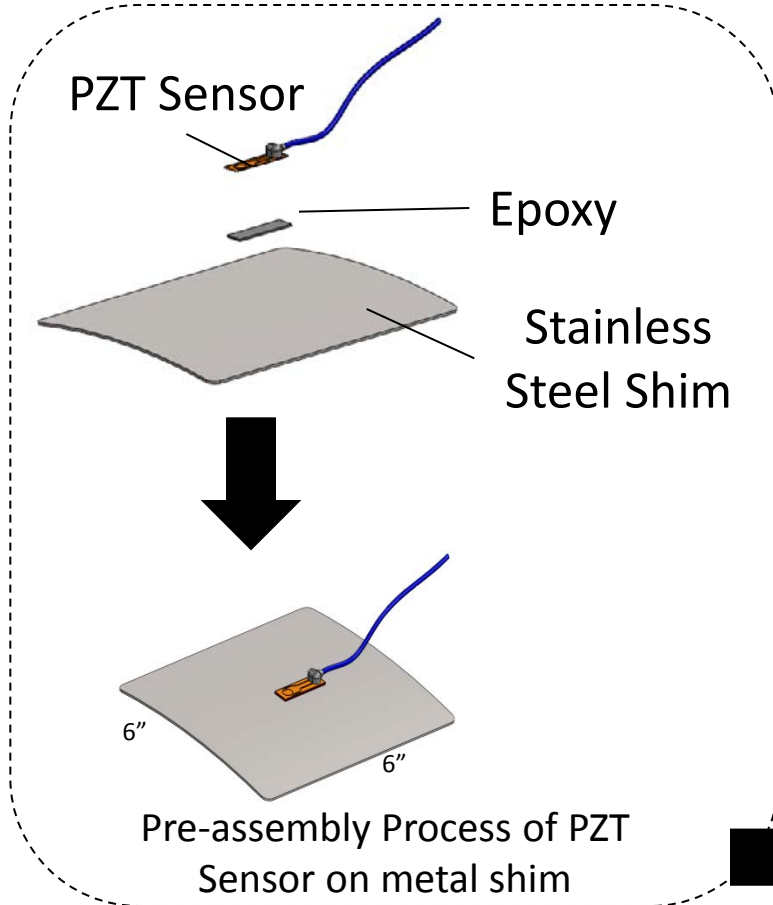 PZT Sensor
Epoxy
Stainless
Steel Shim
6”
6”
Pre-assembly Process of PZT
Sensor on metal shim